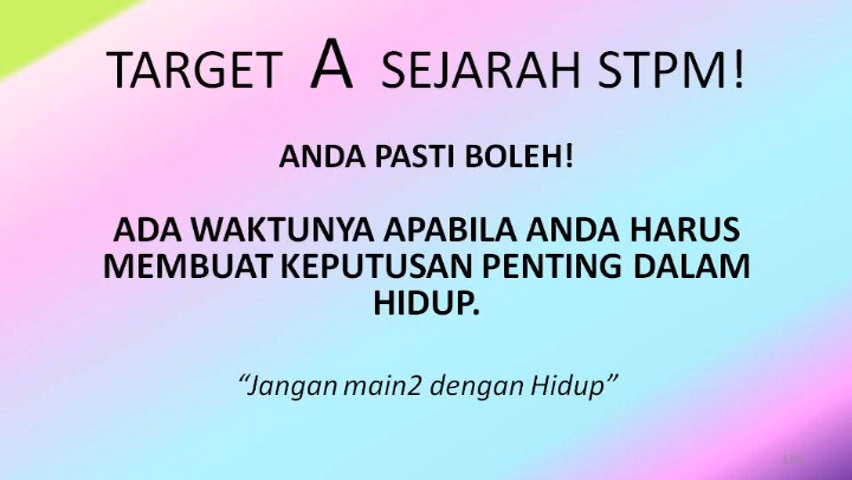 TARGET A SEJARAH STPM!
ANDA PASTI BOLEH!
ADA WAKTUNYA APABILA ANDA HARUS
MEMBUAT KEPUTUSAN PENTING DALAM
HIDUP.
“Jangan main2 dengan Hidup”